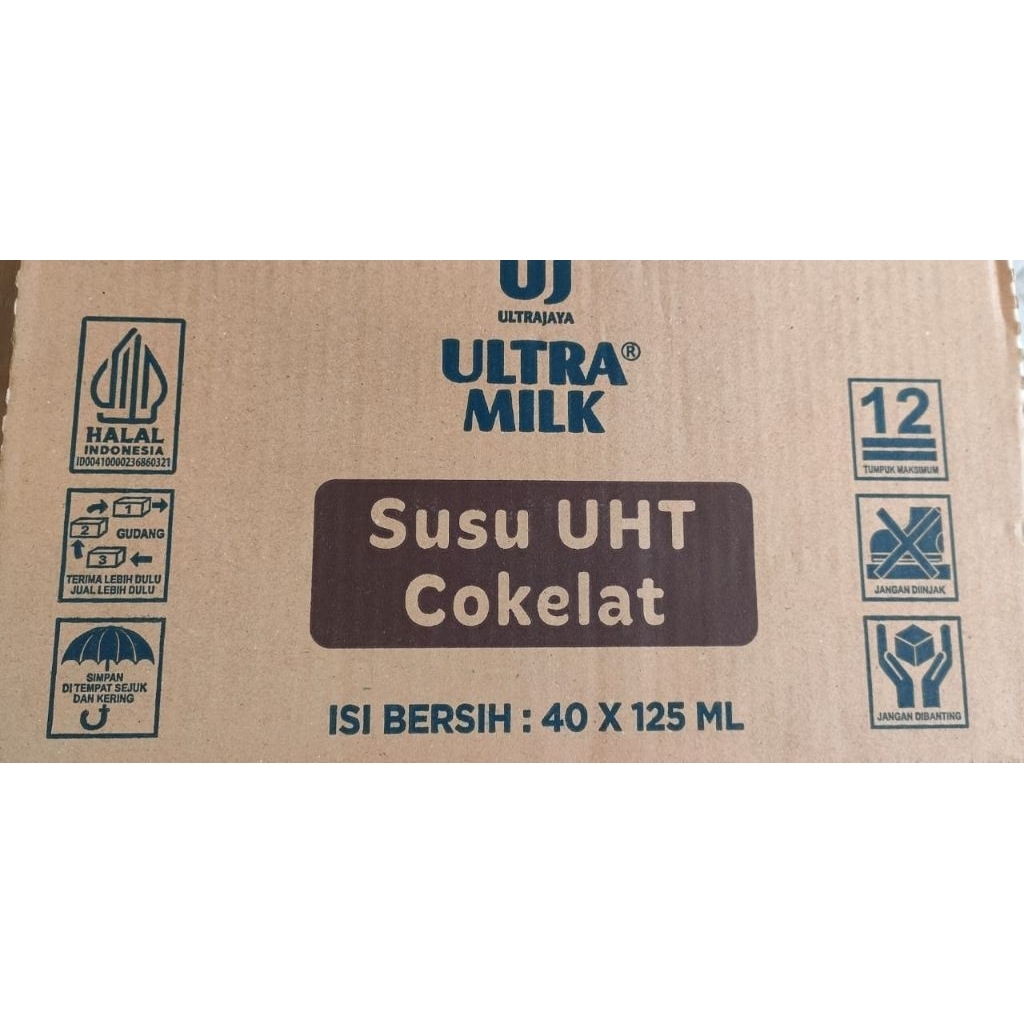 UJ
ULTRAJAYA
ULTRA®
MILK
HALAL
INDONESIA
ID00410000236860321
1
2
3
GUDANG
TERIMA LEBIH DULU
JUAL LEBIH DULU
SIMPAN
DI TEMPAT SEJUK
DAN KERING
Susu UHT
Cokelat
ISI BERSIH : 40 X 125 ML
12
TUMPUK MAKSIMUM
JANGAN DIINJAK
JANGAN DIBANTING